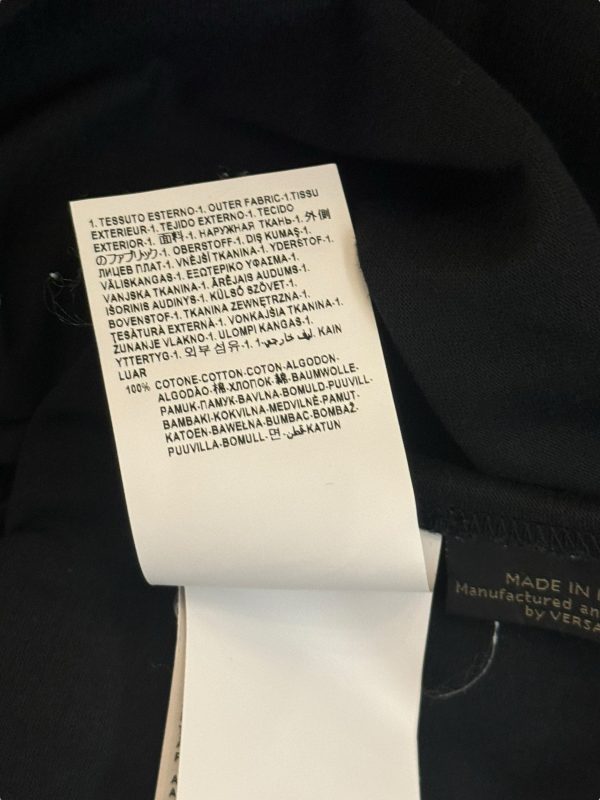 1. TESSUTO ESTERNO-1. OUTER FABRIC-1.TISSU
EXTERIEUR-1. TEJIDO EXTERNO-1. TECIDO
EXTERIOR-1. 面料-1. НАРУЖНАЯ ТКАНЬ-1. 外側
のファブリック-1. OBERSTOFF-1. DIŞ KUMAŞ-1.
ЛИЦЕВ ПЛАТ-1. VNĚJŠÍ TKANINA-1. YDERSTOF-1.
VÄLISKANGAS-1. ΕΞΩΤΕΡΙΚΟ ΥΦΑΣΜΑ-1.
VANJSKA TKANINA-1. ĀRĒJAIS AUDUMS-1.
IŠORINIS AUDINYS-1. KÜLSŐ SZÖVET-1.
BOVENSTOF-1. TKANINA ZEWNĘTRZNA-1.
ŢESĂTURĂ EXTERNĂ-1. VONKAJŠIA TKANINA-1.
ZUNANJE VLAKNO-1. ULOMPI KANGAS-1.
YTTERTYG-1. 외부 섬유-1. ليف خارجي-1. KAIN
LUAR
100% COTONE-COTTON-COTON-ALGODON-
ALGODÃO-棉-ХЛОПОК-綿-BAUMWOLLE-
PAMUK-ПАМУК-BAVLNA-BOMULD-PUUVILL-
BAMBAKI-KOKVILNA-MEDVILNĖ-PAMUT-
KATOEN-BAWEŁNA-BUMBAC-BOMBAŽ-
PUUVILLA-BOMULL-면-قطن-KATUN
MADE IN
Manufactured
by